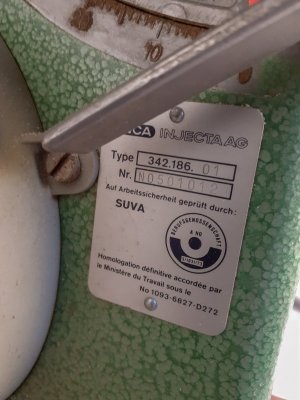 10
INJECTA AG
Type 342.186. 01
Nr. N0501012
Auf Arbeitssicherheit geprüft durch:
SUVA
BERUFSGENOSSENSCHAFT
Homologation définitive accordée par
le Ministère du Travail sous le
No 1093-6827-D272